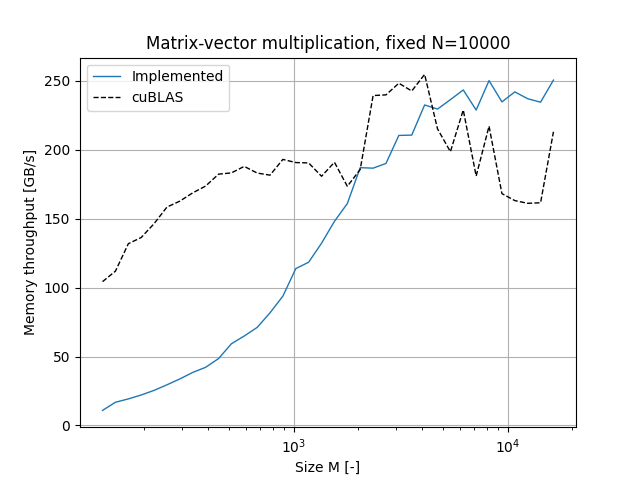 Matrix-vector multiplication, fixed N=10000
Implemented
cuBLAS
Memory throughput [GB/s]
250
200
150
100
50
0
10³
10⁴
Size M [-]